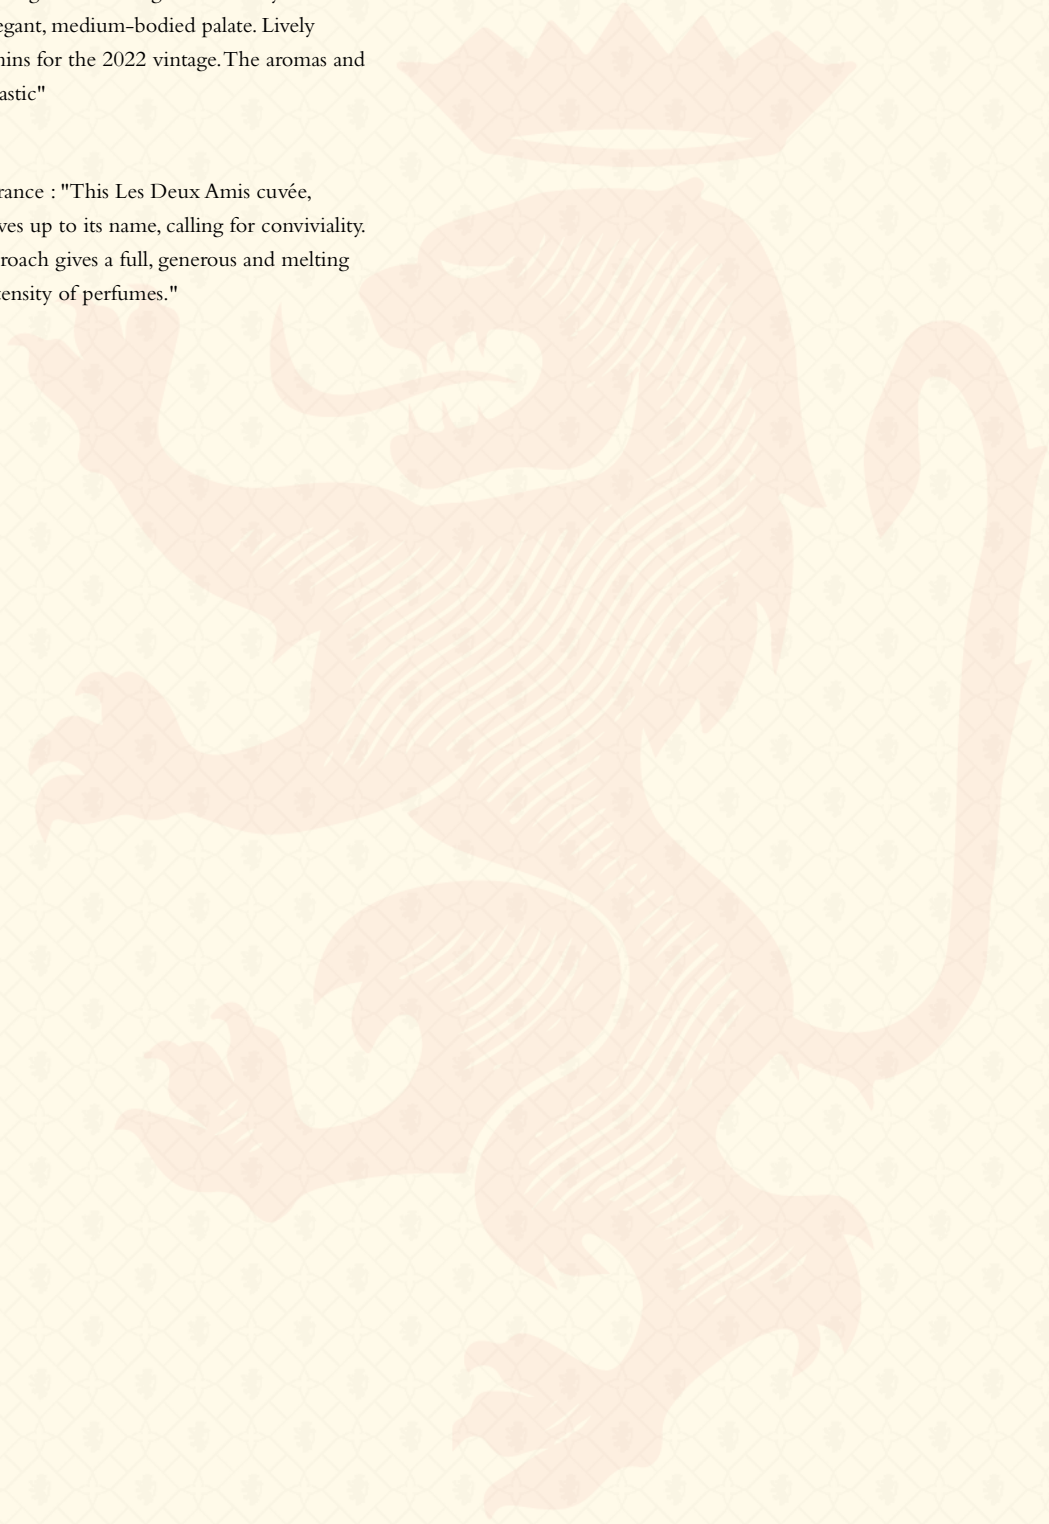 egant, medium-bodied palate. Lively
nins for the 2022 vintage. The aromas and
astic"
rance : "This Les Deux Amis cuvée,
ves up to its name, calling for conviviality.
roach gives a full, generous and melting
tensity of perfumes."